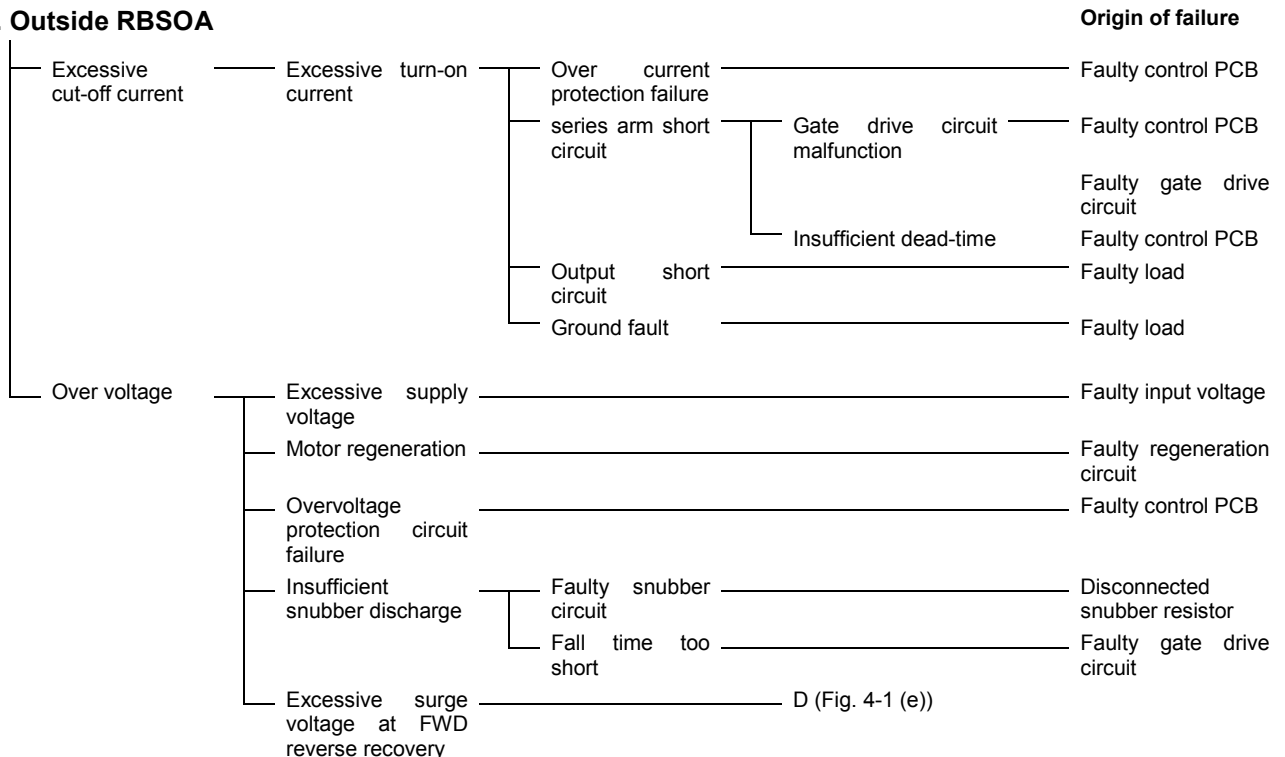 Outside RBSOA
Origin of failure
Excessive
cut-off current
Excessive turn-on
current
Over current
protection failure
Faulty control PCB
series arm short
circuit
Gate drive circuit
malfunction
Faulty control PCB
Faulty gate drive
circuit
Insufficient dead-time
Faulty control PCB
Output short
circuit
Faulty load
Ground fault
Faulty load
Over voltage
Excessive supply
voltage
Faulty input voltage
Motor regeneration
Faulty regeneration
circuit
Overvoltage
protection circuit
failure
Faulty control PCB
Insufficient
snubber discharge
Faulty snubber
circuit
Disconnected
snubber resistor
Fall time too
short
Faulty gate drive
circuit
Excessive surge
voltage at FWD
reverse recovery
D (Fig. 4-1 (e))